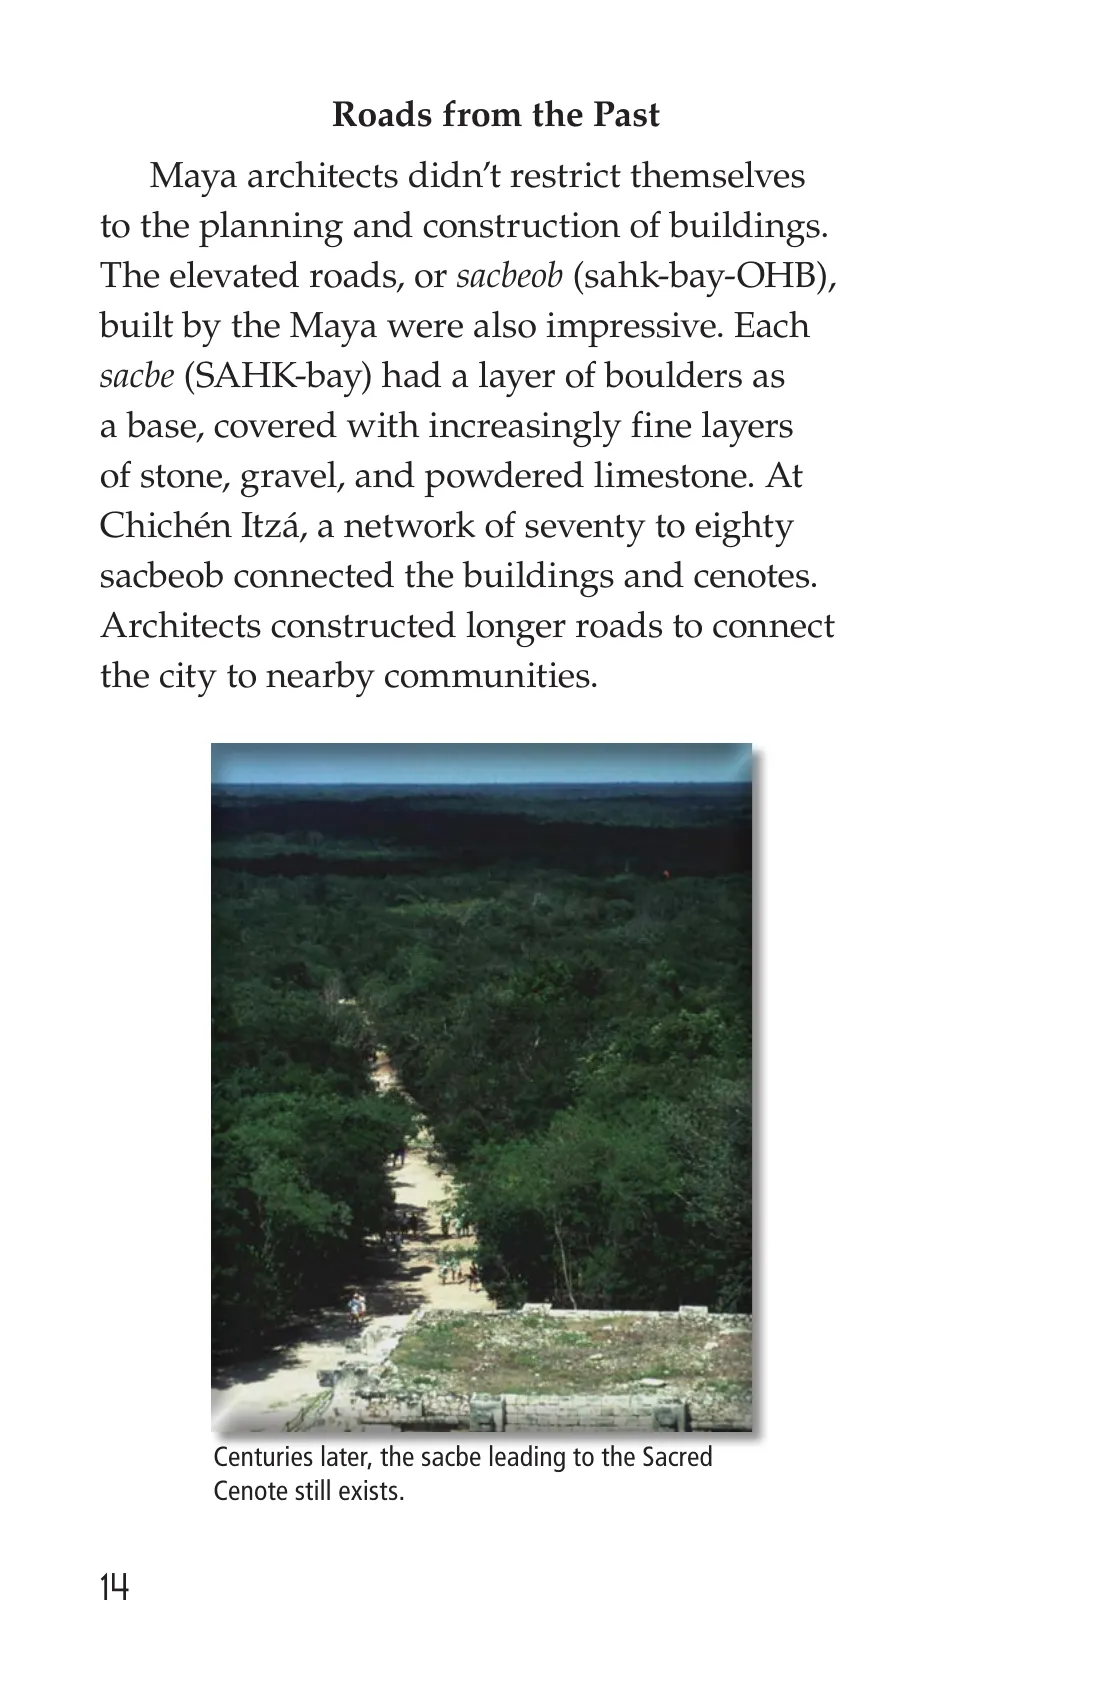 Roads from the Past
Maya architects didn’t restrict themselves
to the planning and construction of buildings.
The elevated roads, or sacbeob (sahk-bay-OHB),
built by the Maya were also impressive. Each
sacbe (SAHK-bay) had a layer of boulders as
a base, covered with increasingly fine layers
of stone, gravel, and powdered limestone. At
Chichén Itzá, a network of seventy to eighty
sacbeob connected the buildings and cenotes.
Architects constructed longer roads to connect
the city to nearby communities.
Centuries later, the sacbe leading to the Sacred
Cenote still exists.
14